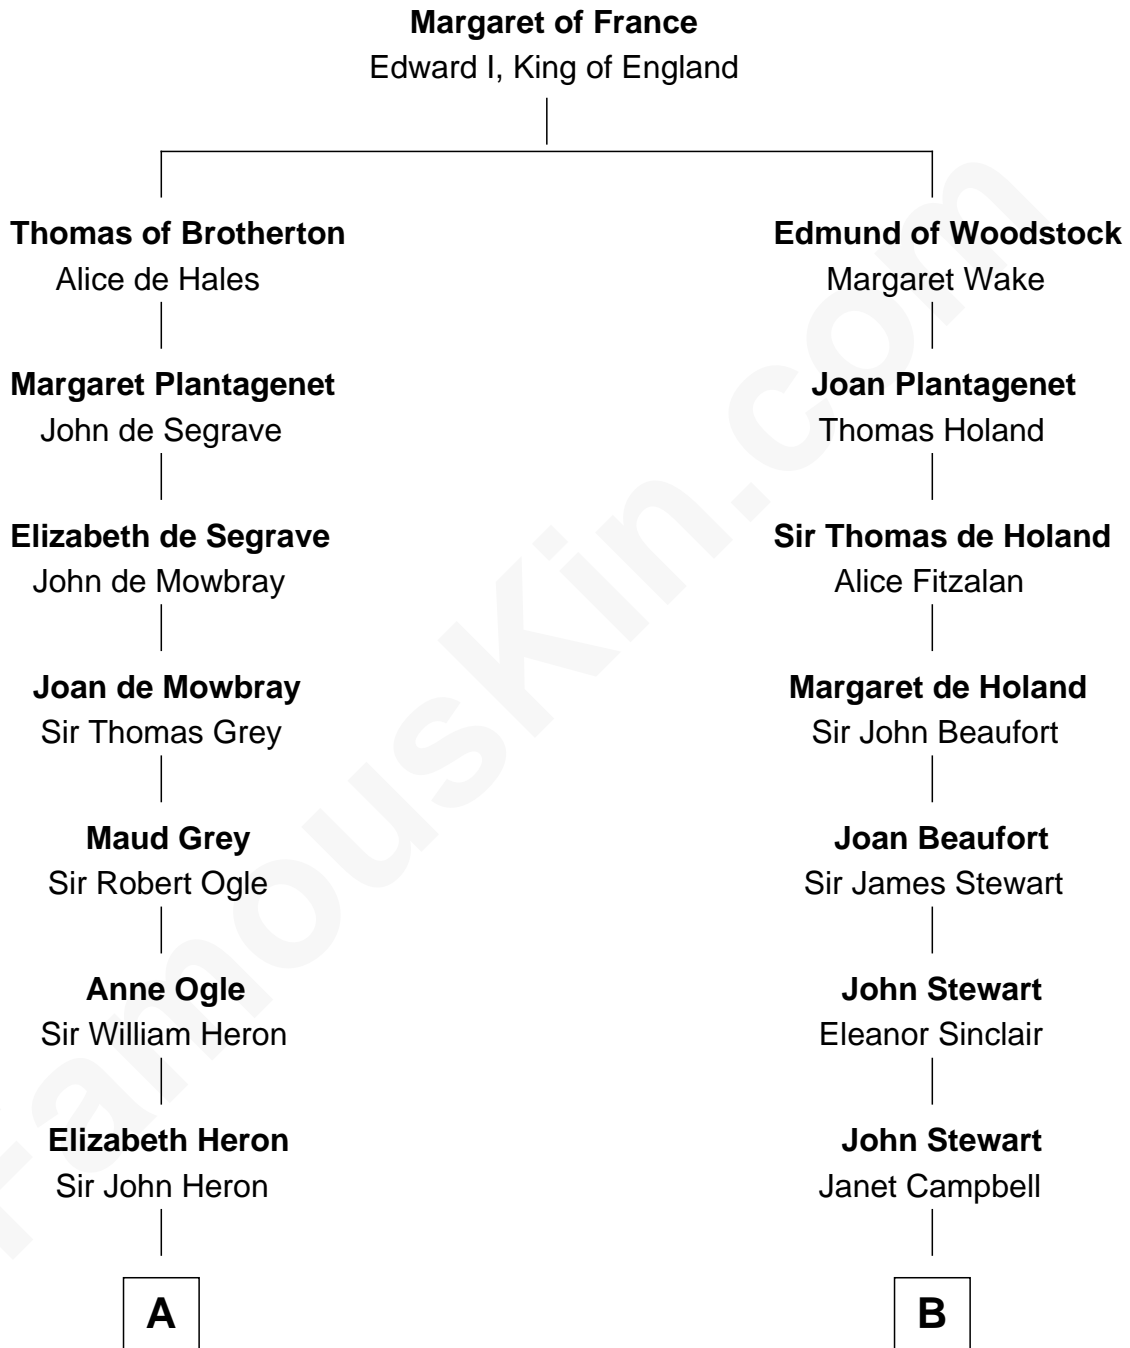 Margaret of France
Edward I, King of England
Thomas of Brotherton
Alice de Hales
Edmund of Woodstock
Margaret Wake
Margaret Plantagenet
John de Segrave
Joan Plantagenet
Thomas Holand
Elizabeth de Segrave
John de Mowbray
Sir Thomas de Holand
Alice Fitzalan
Joan de Mowbray
Sir Thomas Grey
Margaret de Holand
Sir John Beaufort
Maud Grey
Sir Robert Ogle
Joan Beaufort
Sir James Stewart
Anne Ogle
Sir William Heron
John Stewart
Eleanor Sinclair
Elizabeth Heron
Sir John Heron
John Stewart
Janet Campbell
A
B
FamousKin.com